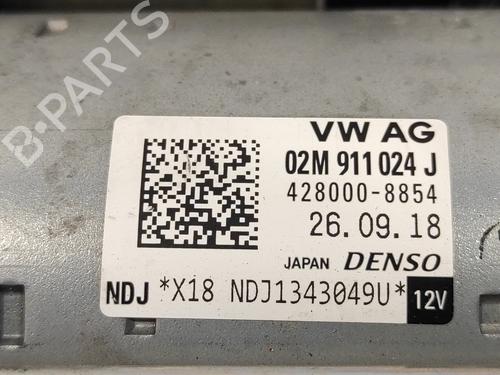 B-PARTS
VW AG
02M 911 024 J
428000-8854
26.09.18
JAPAN DENSO
NDJ *X18 NDJ1343049U* 12V